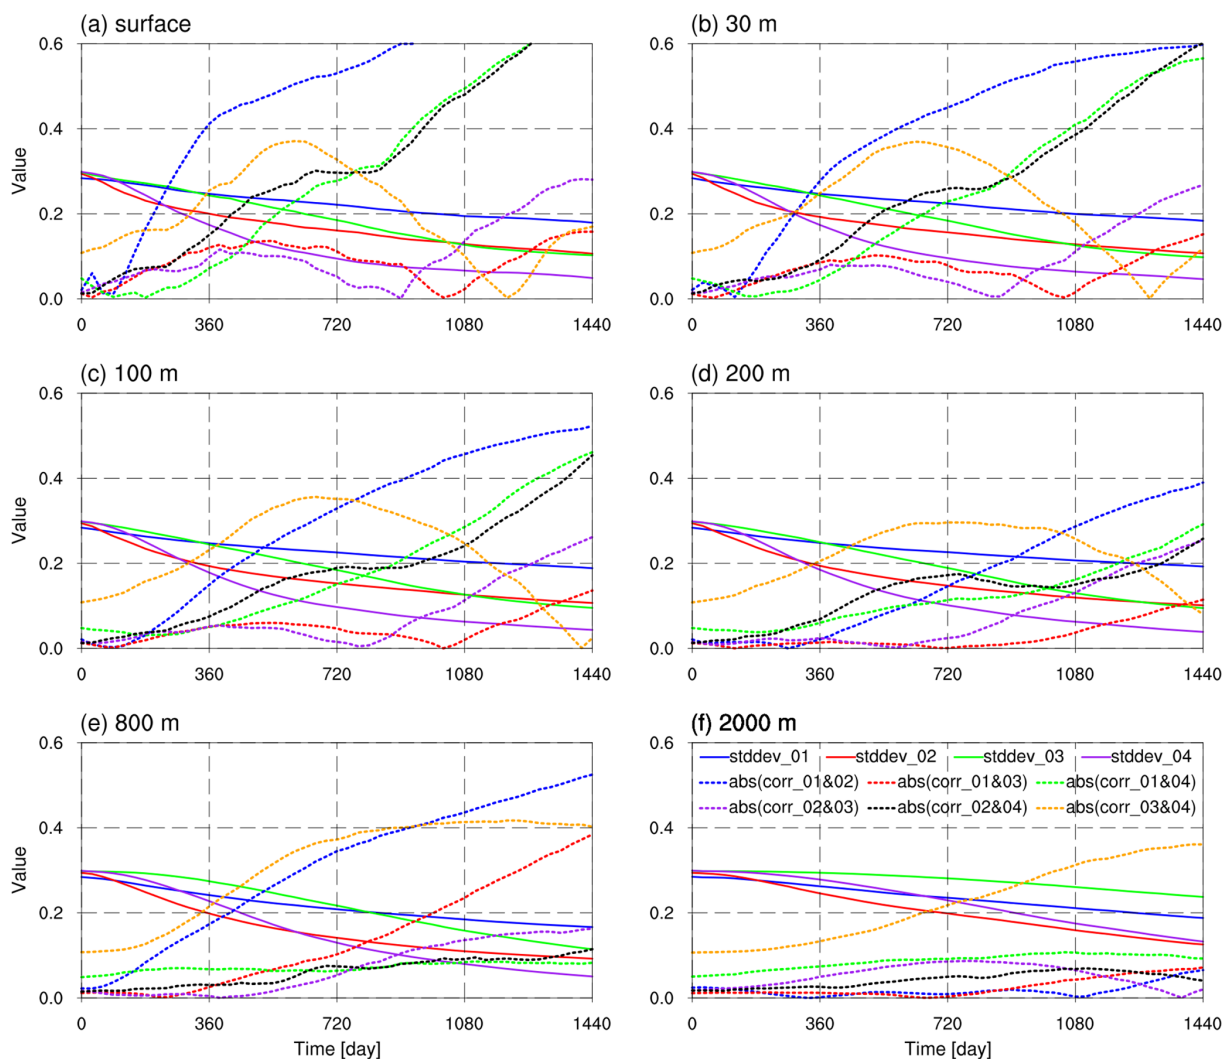 (a) surface
(b) 30 m
0.6
0.4
0.2
0.0
Value
0 360 720 1080 1440
0.6
0.4
0.2
0.0
0 360 720 1080 1440
(c) 100 m
(d) 200 m
0.6
0.4
0.2
0.0
Value
0 360 720 1080 1440
0.6
0.4
0.2
0.0
0 360 720 1080 1440
(e) 800 m
(f) 2000 m
0.6
0.4
0.2
0.0
Value
0 360 720 1080 1440
Time [day]
0.6
0.4
0.2
0.0
stddev_01 stddev_02 stddev_03 stddev_04
abs(corr_01&02) abs(corr_01&03) abs(corr_01&04)
abs(corr_02&03) abs(corr_02&04) abs(corr_03&04)
0 360 720 1080 1440
Time [day]